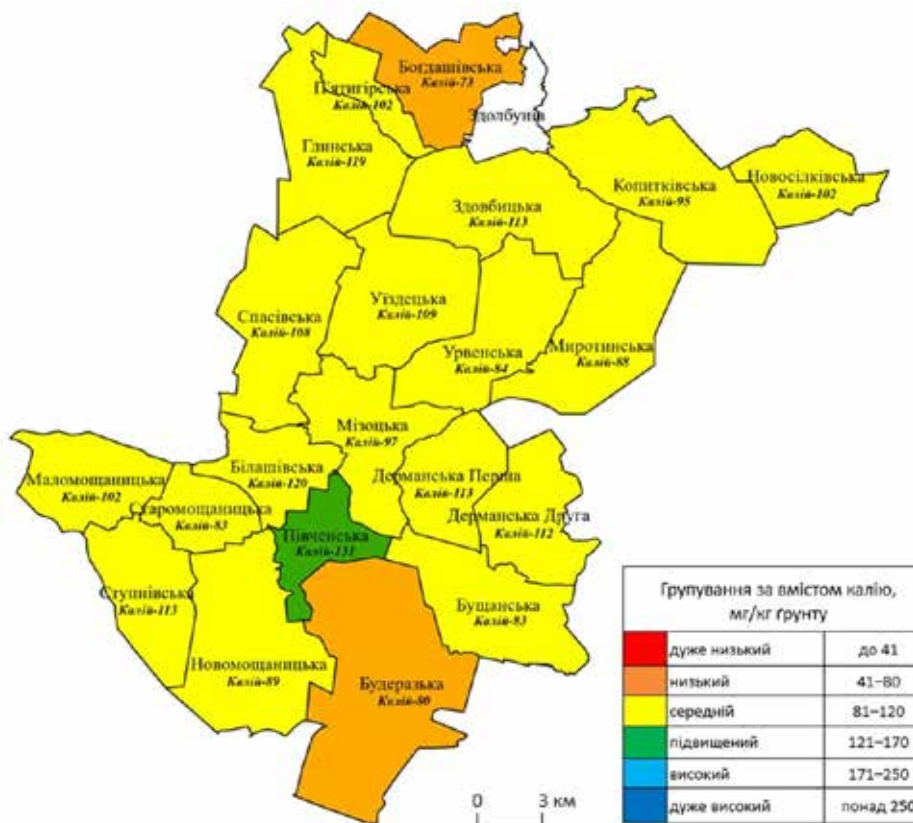 Богдашівська
Калій-73
П'ятигірська
Калій-102
Здолбунів
Глинська
Калій-119
Копитківська
Калій-95
Новосілківська
Калій-102
Здовбицька
Калій-113
Уїздецька
Калій-109
Спасівська
Калій-108
Урвенська
Калій-84
Миротинська
Калій-88
Мізоцька
Калій-97
Білашівська
Калій-120
Маломощаницька
Калій-102
Старомощаницька
Калій-83
Дерманська Перша
Калій-113
Дерманська Друга
Калій-112
Півченська
Калій-131
Ступнівська
Калій-113
Бущанська
Калій-83
Новомощаницька
Калій-89
Будеразька
Калій-80
Групування за вмістом калію,
мг/кг ґрунту
дуже низький до 41
низький 41–80
середній 81–120
підвищений 121–170
високий 171–250
дуже високий понад 250
0 3 км